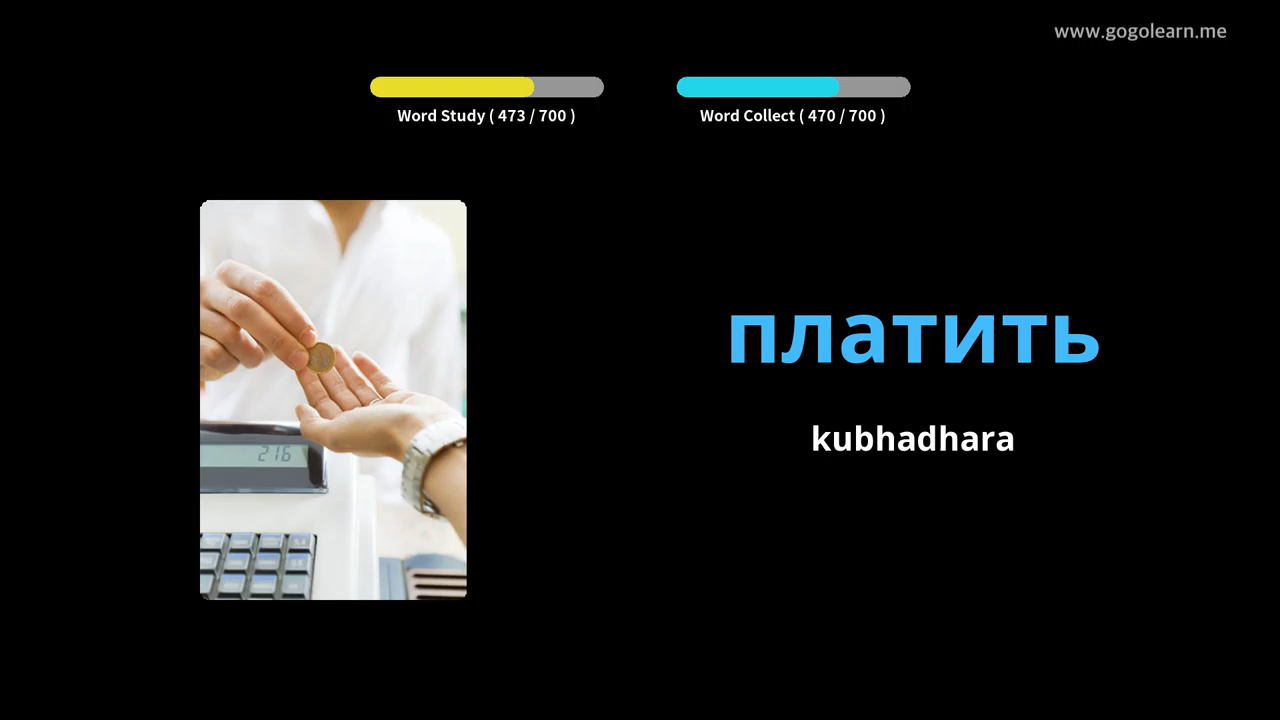 www.gogolearn.me
Word Study ( 473 / 700 )
Word Collect ( 470 / 700 )
платить
kubhadhara
216